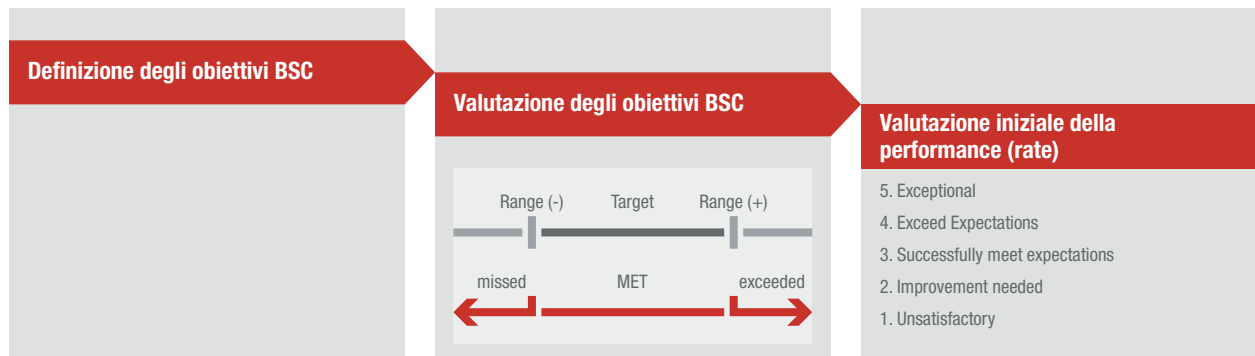 Definizione degli obiettivi BSC
Valutazione degli obiettivi BSC
Range (-) Target Range (+)
missed MET exceeded
Valutazione iniziale della
performance (rate)
5. Exceptional
4. Exceed Expectations
3. Successfully meet expectations
2. Improvement needed
1. Unsatisfactory